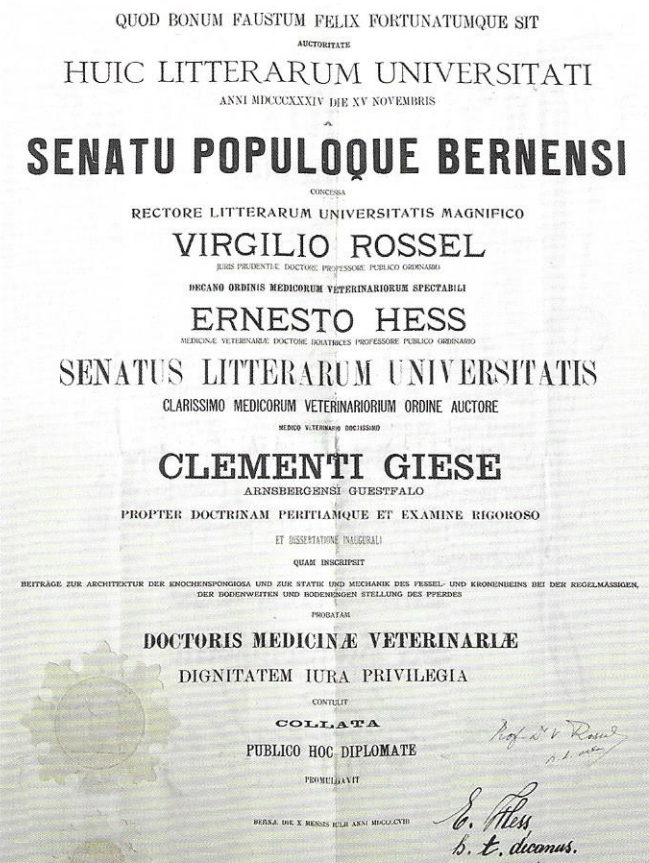 QUOD BONUM FAUSTUM FELIX FORTUNATUMQUE SIT
AUCTORITATE
HUIC LITTERARUM UNIVERSITATI
ANNI MDCCCXXXIV DIE XV NOVEMBRIS
A
SENATU POPULOQUE BERNENSI
CONCESSA
RECTORE LITTERARUM UNIVERSITATIS MAGNIFICO
VIRGILIO ROSSEL
JURIS PRUDENTIÆ DOCTORE PROFESSORE PUBLICO ORDINARIO
DECANO ORDINIS MEDICORUM VETERINARIORUM SPECTABILI
ERNESTO HESS
MEDICINÆ VETERINARIÆ DOCTORE BOIATRICES PROFESSORE PUBLICO ORDINARIO
SENATUS LITTERARUM UNIVERSITATIS
CLARISSIMO MEDICORUM VETERINARIORIUM ORDINE AUCTORE
MEDICO VETERINARIO DOCTISSIMO
CLEMENTI GIESE
ARNSBERGENSI GUESTFALO
PROPTER DOCTRINAM PERITIAMQUE ET EXAMINE RIGOROSO
ET DISSERTATIONE INAUGURALI
QUAM INSCRIPSIT
BEITRÄGE ZUR ARCHITEKTUR DER KNOCHENSPONGIOSA UND ZUR STATIK UND MECHANIK DES FESSEL- UND KRONENBEINS BEI DER REGELMÄSSIGEN,
DER BODENWEITEN UND BODENENGEN STELLUNG DES PFERDES
PROBATAM
DOCTORIS MEDICINÆ VETERINARIÆ
DIGNITATEM IURA PRIVILEGIA
CONTULIT
COLLATA
PUBLICO HOC DIPLOMATE
PROMULGAVIT
Prof. Dr V. Rossel
BERNÆ DIE X MENSIS IULII ANNI MDCCCCVIII
E. Hess,
p. t. decanus.